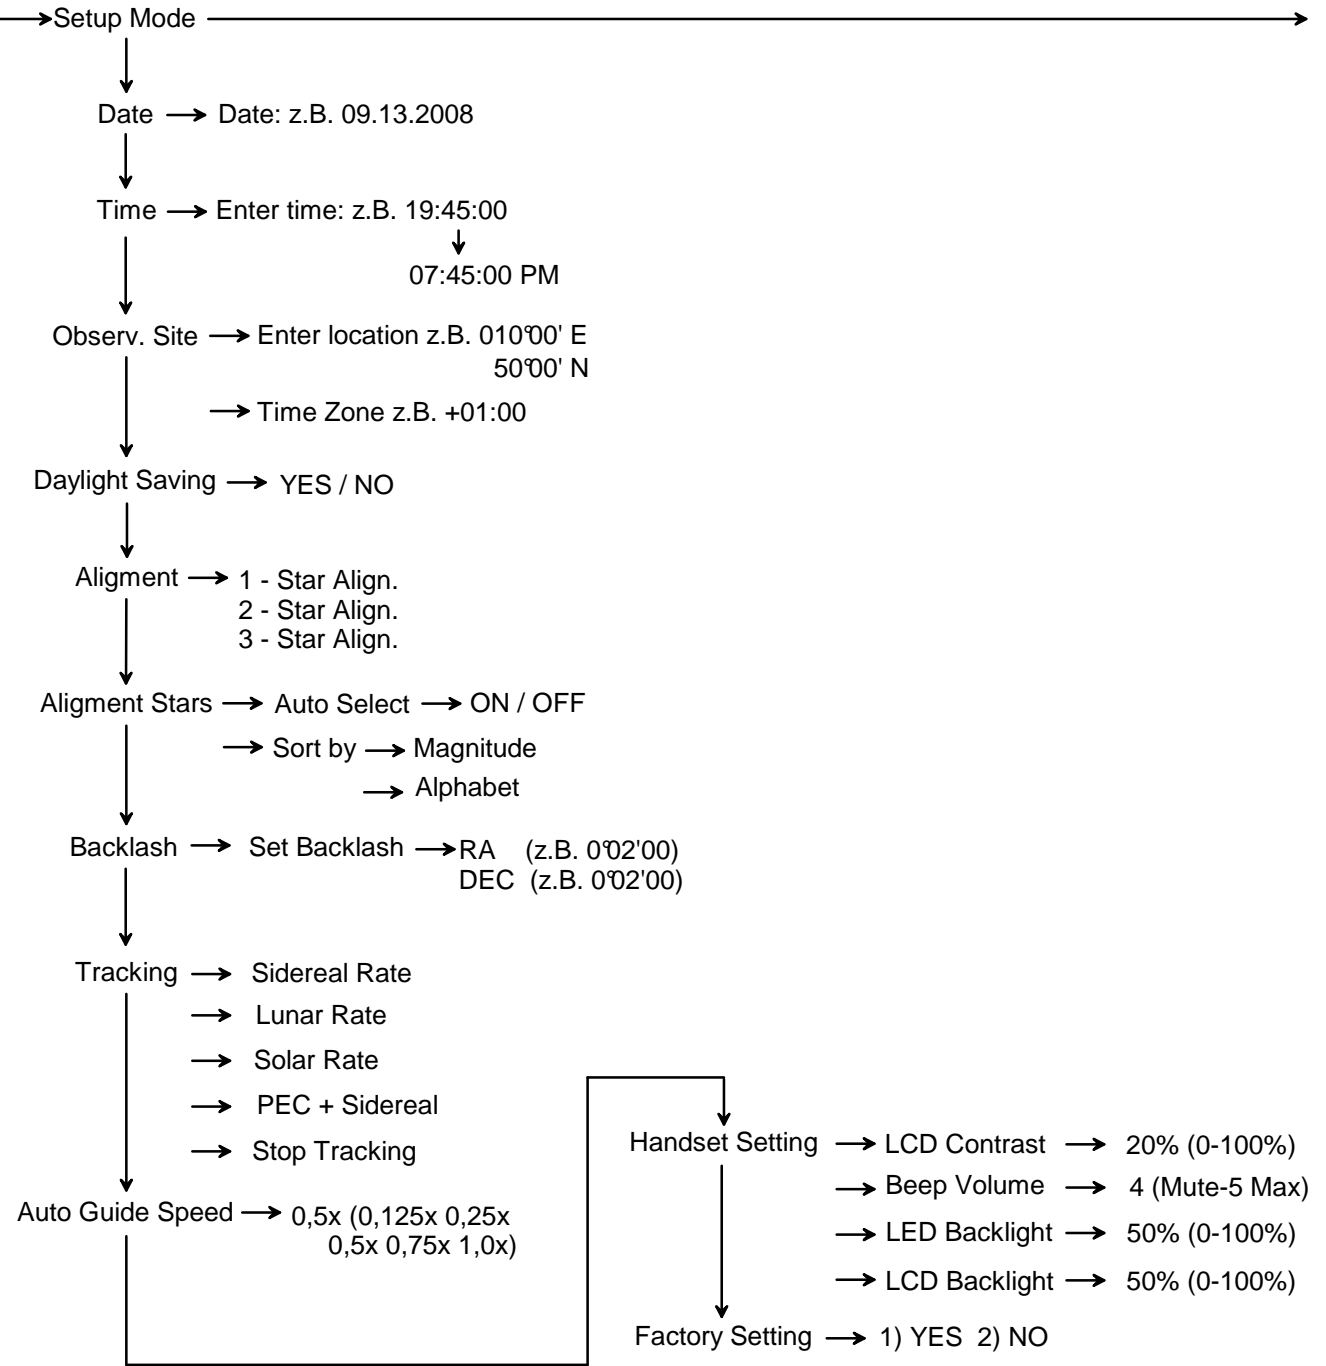 Setup Mode
Date
Date: z.B. 09.13.2008
Time
Enter time: z.B. 19:45:00
07:45:00 PM
Observ. Site
Enter location z.B. 010°00' E
50°00' N
Time Zone z.B. +01:00
Daylight Saving
YES / NO
Aligment
1 - Star Align.
2 - Star Align.
3 - Star Align.
Aligment Stars
Auto Select
ON / OFF
Sort by
Magnitude
Alphabet
Backlash
Set Backlash
RA (z.B. 0°02'00)
DEC (z.B. 0°02'00)
Tracking
Sidereal Rate
Lunar Rate
Solar Rate
PEC + Sidereal
Stop Tracking
Auto Guide Speed
0,5x (0,125x 0,25x
0,5x 0,75x 1,0x)
Handset Setting
LCD Contrast
20% (0-100%)
Beep Volume
4 (Mute-5 Max)
LED Backlight
50% (0-100%)
LCD Backlight
50% (0-100%)
Factory Setting
1) YES 2) NO